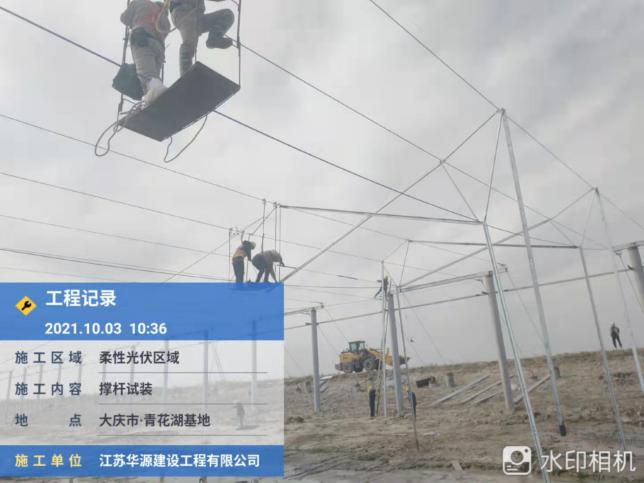 工程记录
2021.10.03 10:36
施工区域 柔性光伏区域
施工内容 撑杆试装
地点 大庆市·青花湖基地
施工单位 江苏华源建设工程有限公司
水印相机